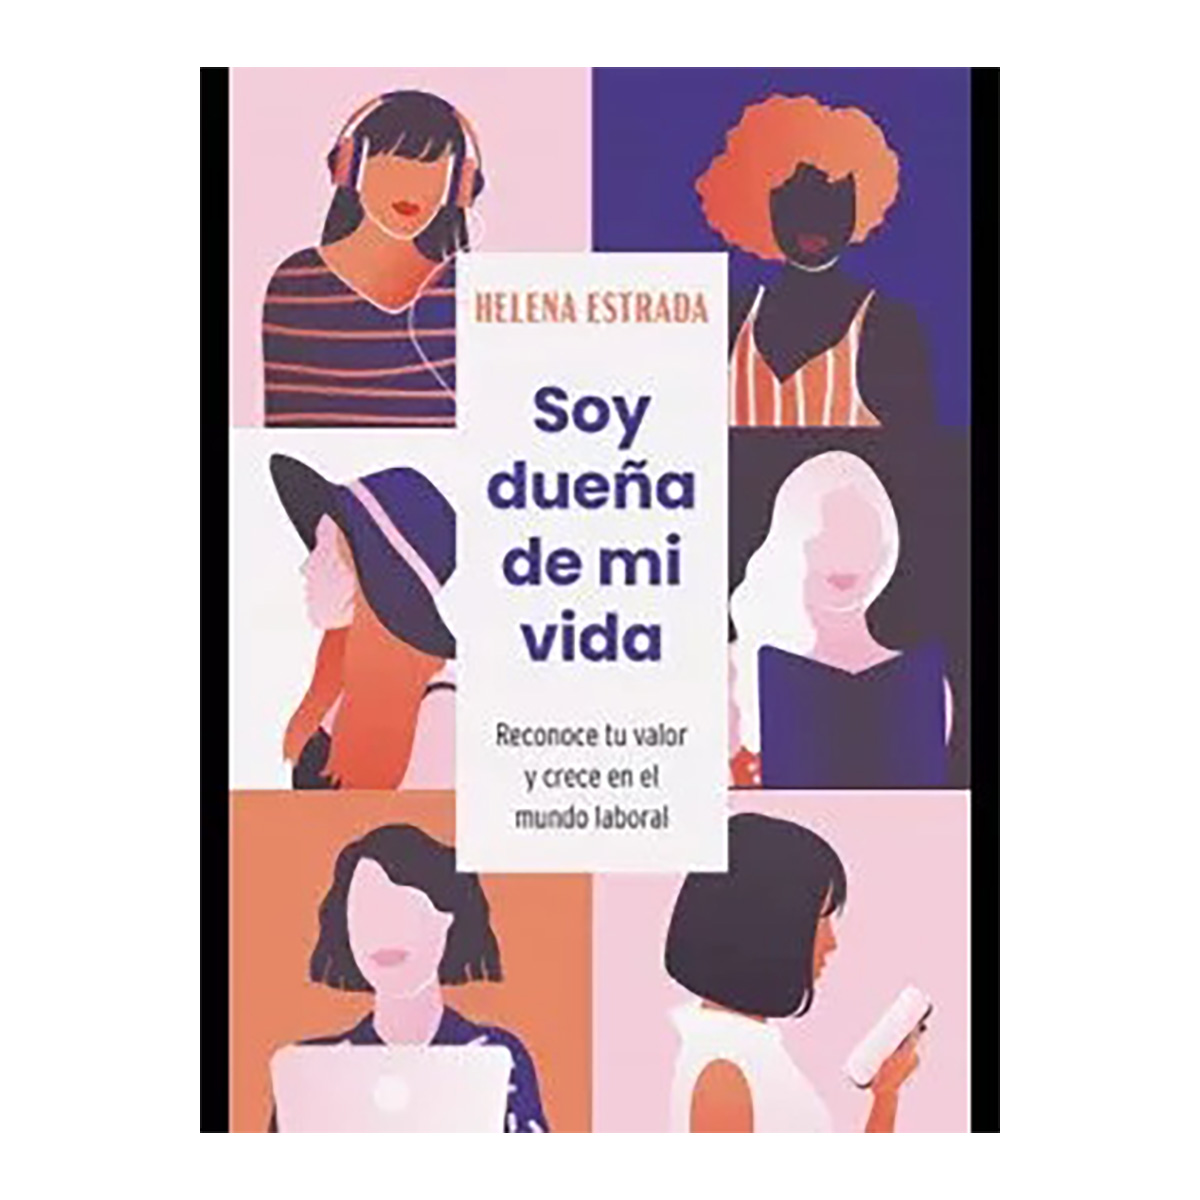 HELENA ESTRADA
Soy
dueña
de mi
vida
Reconoce tu valor
y crece en el
mundo laboral